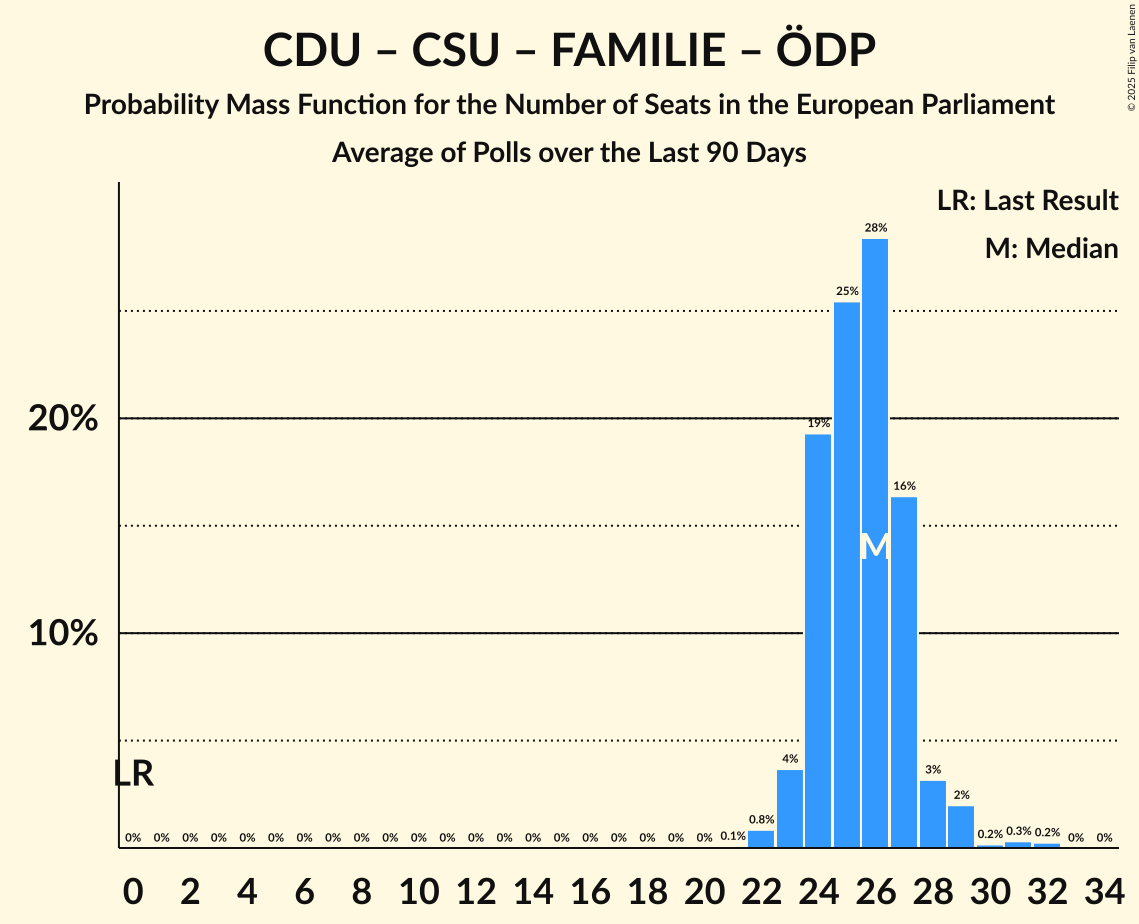 CDU – CSU – FAMILIE – ÖDP
Probability Mass Function for the Number of Seats in the European Parliament
Average of Polls over the Last 90 Days
© 2025 Filip van Laenen
LR: Last Result
M: Median
28%
25%
20%
19%
16%
M
10%
LR
4%
3%
2%
0% 0% 0% 0% 0% 0% 0% 0% 0% 0% 0% 0% 0% 0% 0% 0% 0% 0% 0% 0% 0% 0.1% 0.8% 0.2% 0.3% 0.2% 0% 0%
0 2 4 6 8 10 12 14 16 18 20 22 24 26 28 30 32 34